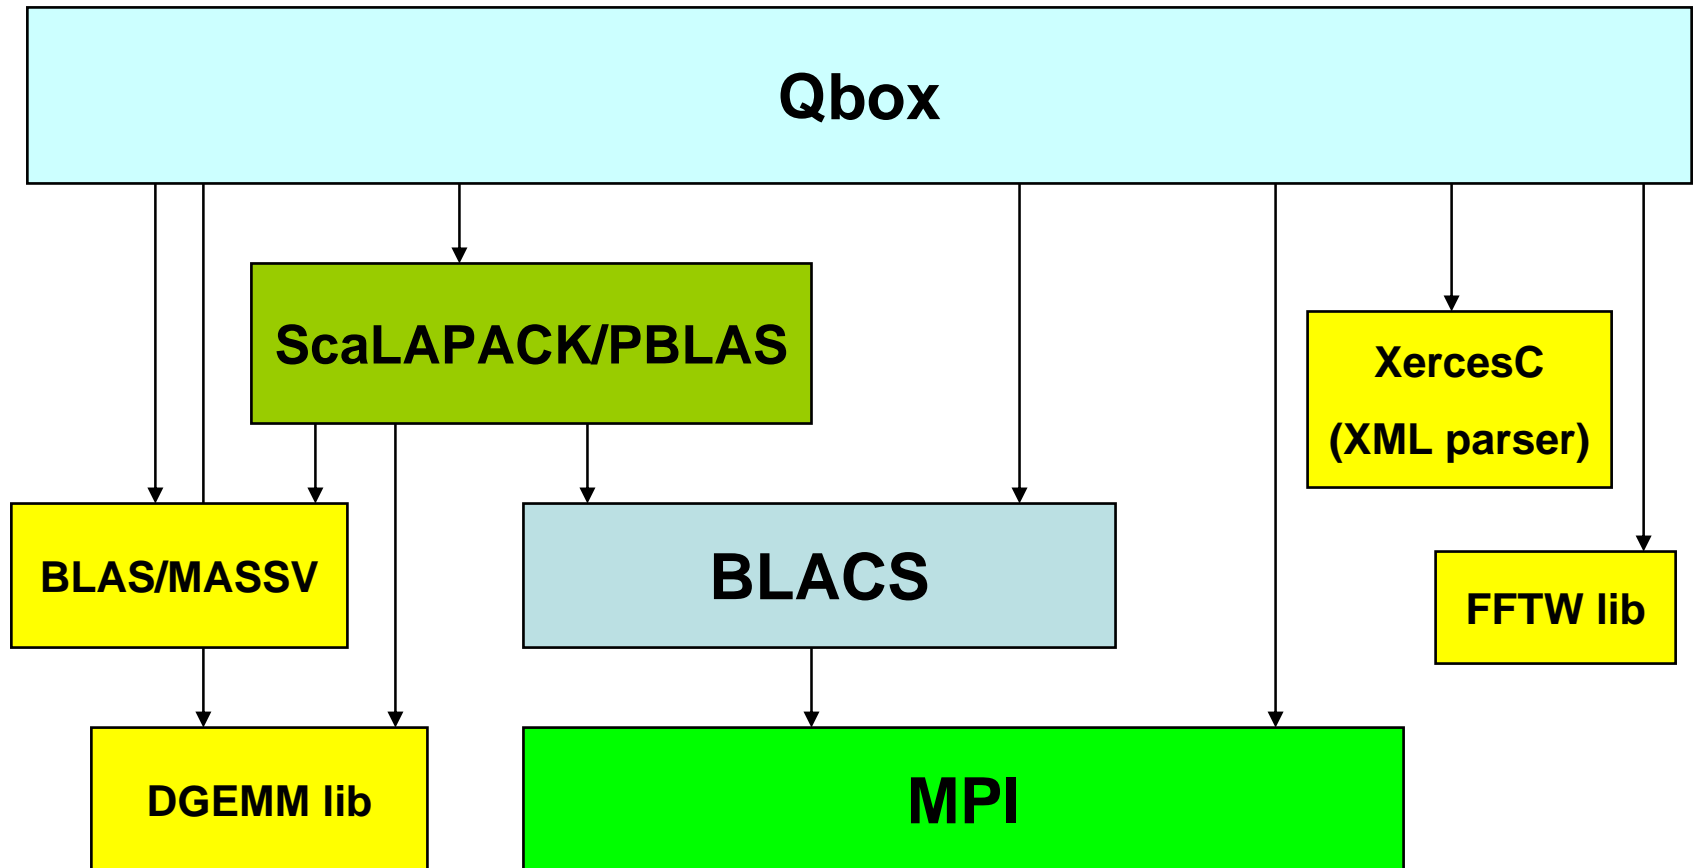 Qbox
ScaLAPACK/PBLAS
XercesC
(XML parser)
BLAS/MASSV
BLACS
FFTW lib
DGEMM lib
MPI